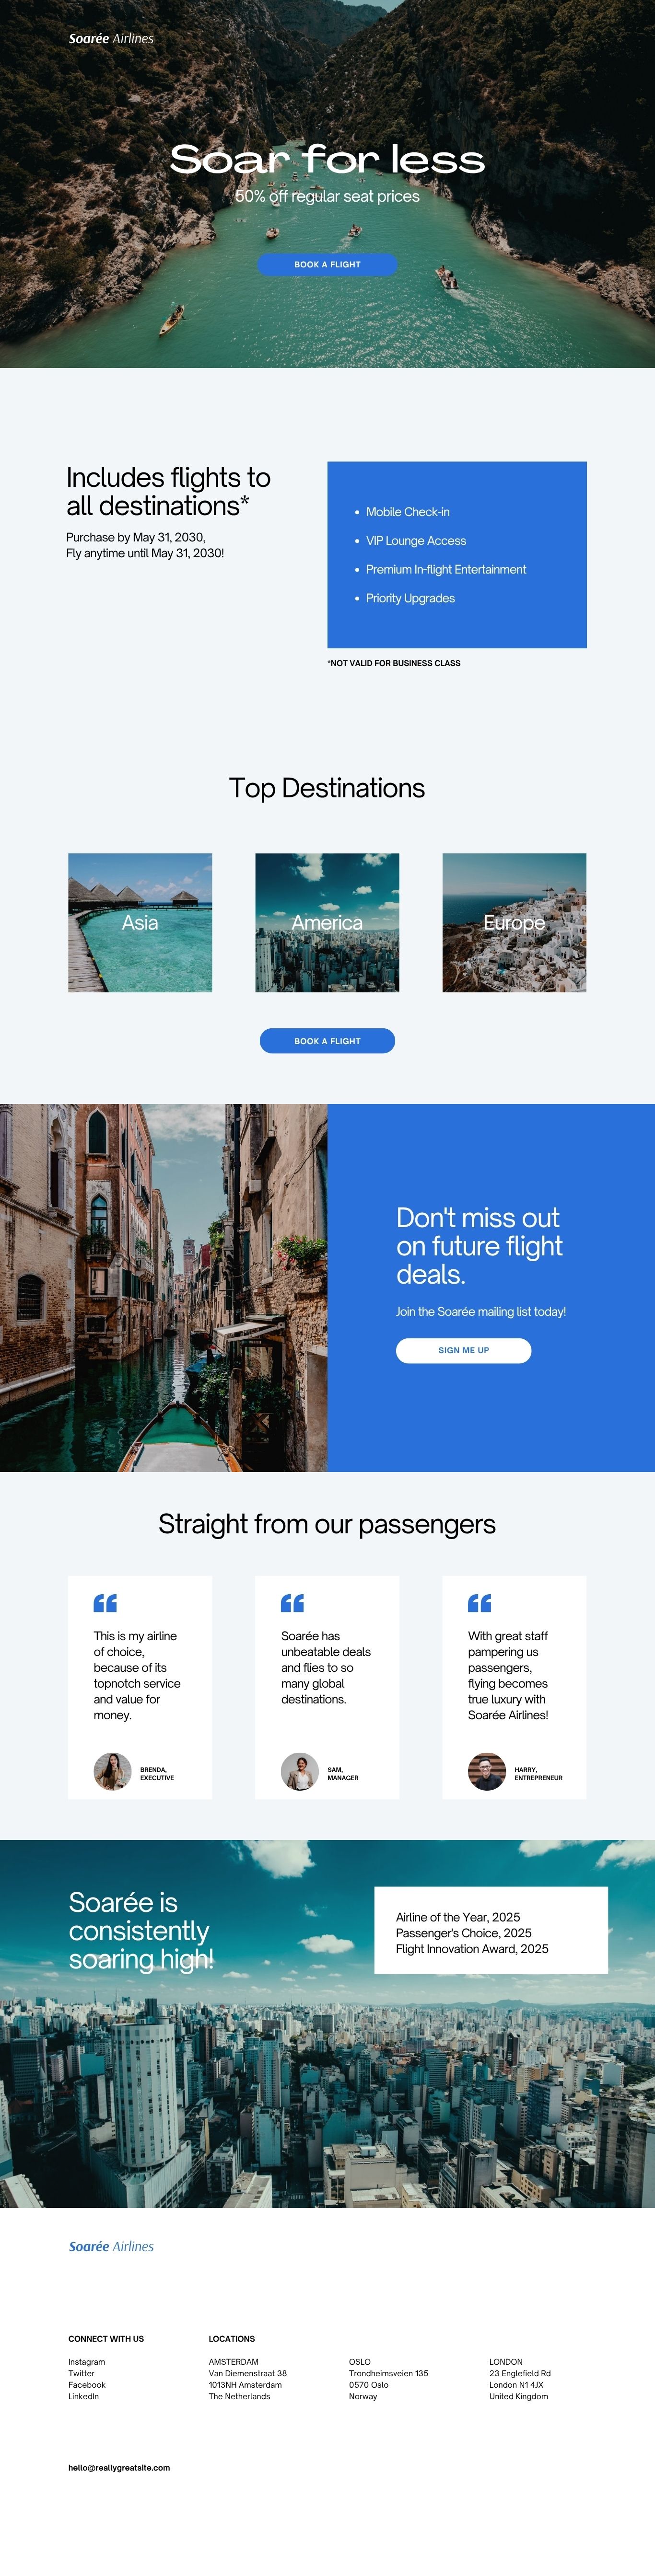 Soarée Airlines
Soar for less
50% off regular seat prices
BOOK A FLIGHT
Includes flights to
all destinations*
Purchase by May 31, 2030,
Fly anytime until May 31, 2030!
• Mobile Check-in
• VIP Lounge Access
• Premium In-flight Entertainment
• Priority Upgrades
*NOT VALID FOR BUSINESS CLASS
Top Destinations
Asia
America
Europe
BOOK A FLIGHT
Don't miss out
on future flight
deals.
Join the Soarée mailing list today!
SIGN ME UP
Straight from our passengers
This is my airline
of choice,
because of its
topnotch service
and value for
money.
BRENDA,
EXECUTIVE
Soarée has
unbeatable deals
and flies to so
many global
destinations.
SAM,
MANAGER
With great staff
pampering us
passengers,
flying becomes
true luxury with
Soarée Airlines!
HARRY,
ENTREPRENEUR
Soarée is
consistently
soaring high!
Airline of the Year, 2025
Passenger's Choice, 2025
Flight Innovation Award, 2025
Soarée Airlines
CONNECT WITH US
Instagram
Twitter
Facebook
LinkedIn
LOCATIONS
AMSTERDAM
Van Diemenstraat 38
1013NH Amsterdam
The Netherlands
OSLO
Trondheimsveien 135
0570 Oslo
Norway
LONDON
23 Englefield Rd
London N1 4JX
United Kingdom
hello@reallygreatsite.com